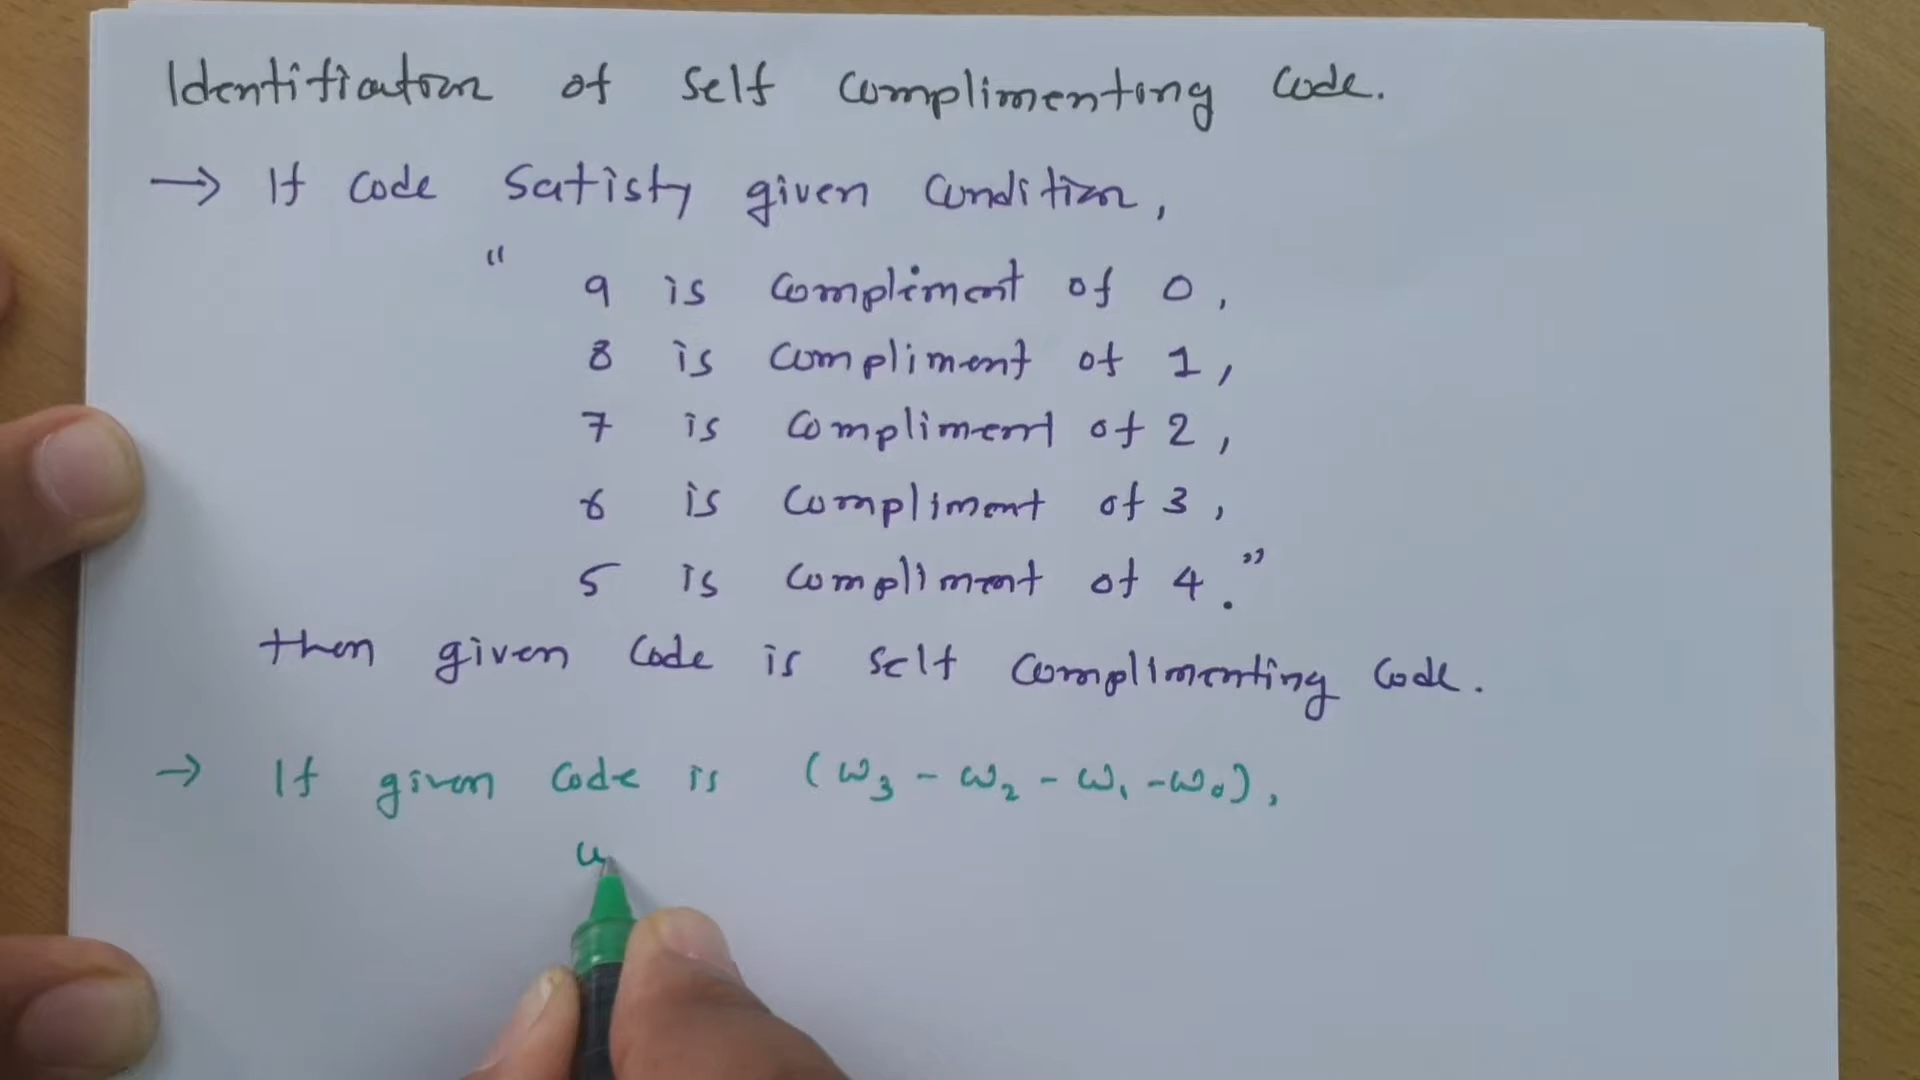 Identification of Self Complimenting Code.
→ If Code Satisfy given Condition,
" 9 is Compliment of 0,
8 is Compliment of 1,
7 is Compliment of 2,
6 is Compliment of 3,
5 is Compliment of 4."
then given Code is Self Complimenting Code.
→ If given Code is (ω₃ - ω₂ - ω₁ - ω₀),